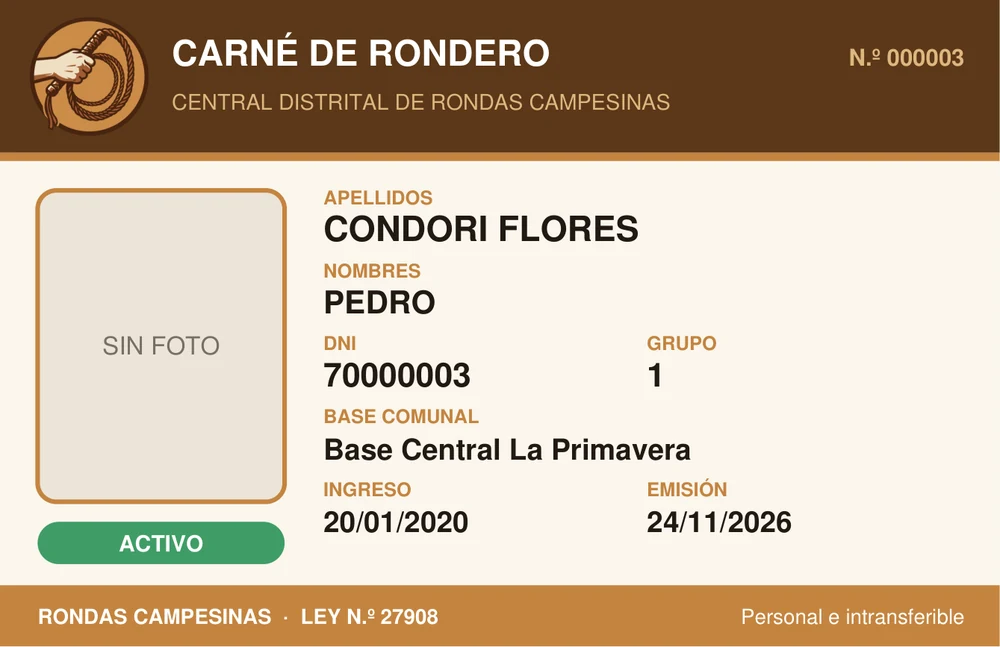 CARNÉ DE RONDERO
N.º 000003
CENTRAL DISTRITAL DE RONDAS CAMPESINAS
APELLIDOS
CONDORI FLORES
NOMBRES
PEDRO
DNI
GRUPO
70000003
1
BASE COMUNAL
Base Central La Primavera
INGRESO
EMISIÓN
20/01/2020
24/11/2026
SIN FOTO
ACTIVO
RONDAS CAMPESINAS · LEY N.º 27908
Personal e intransferible